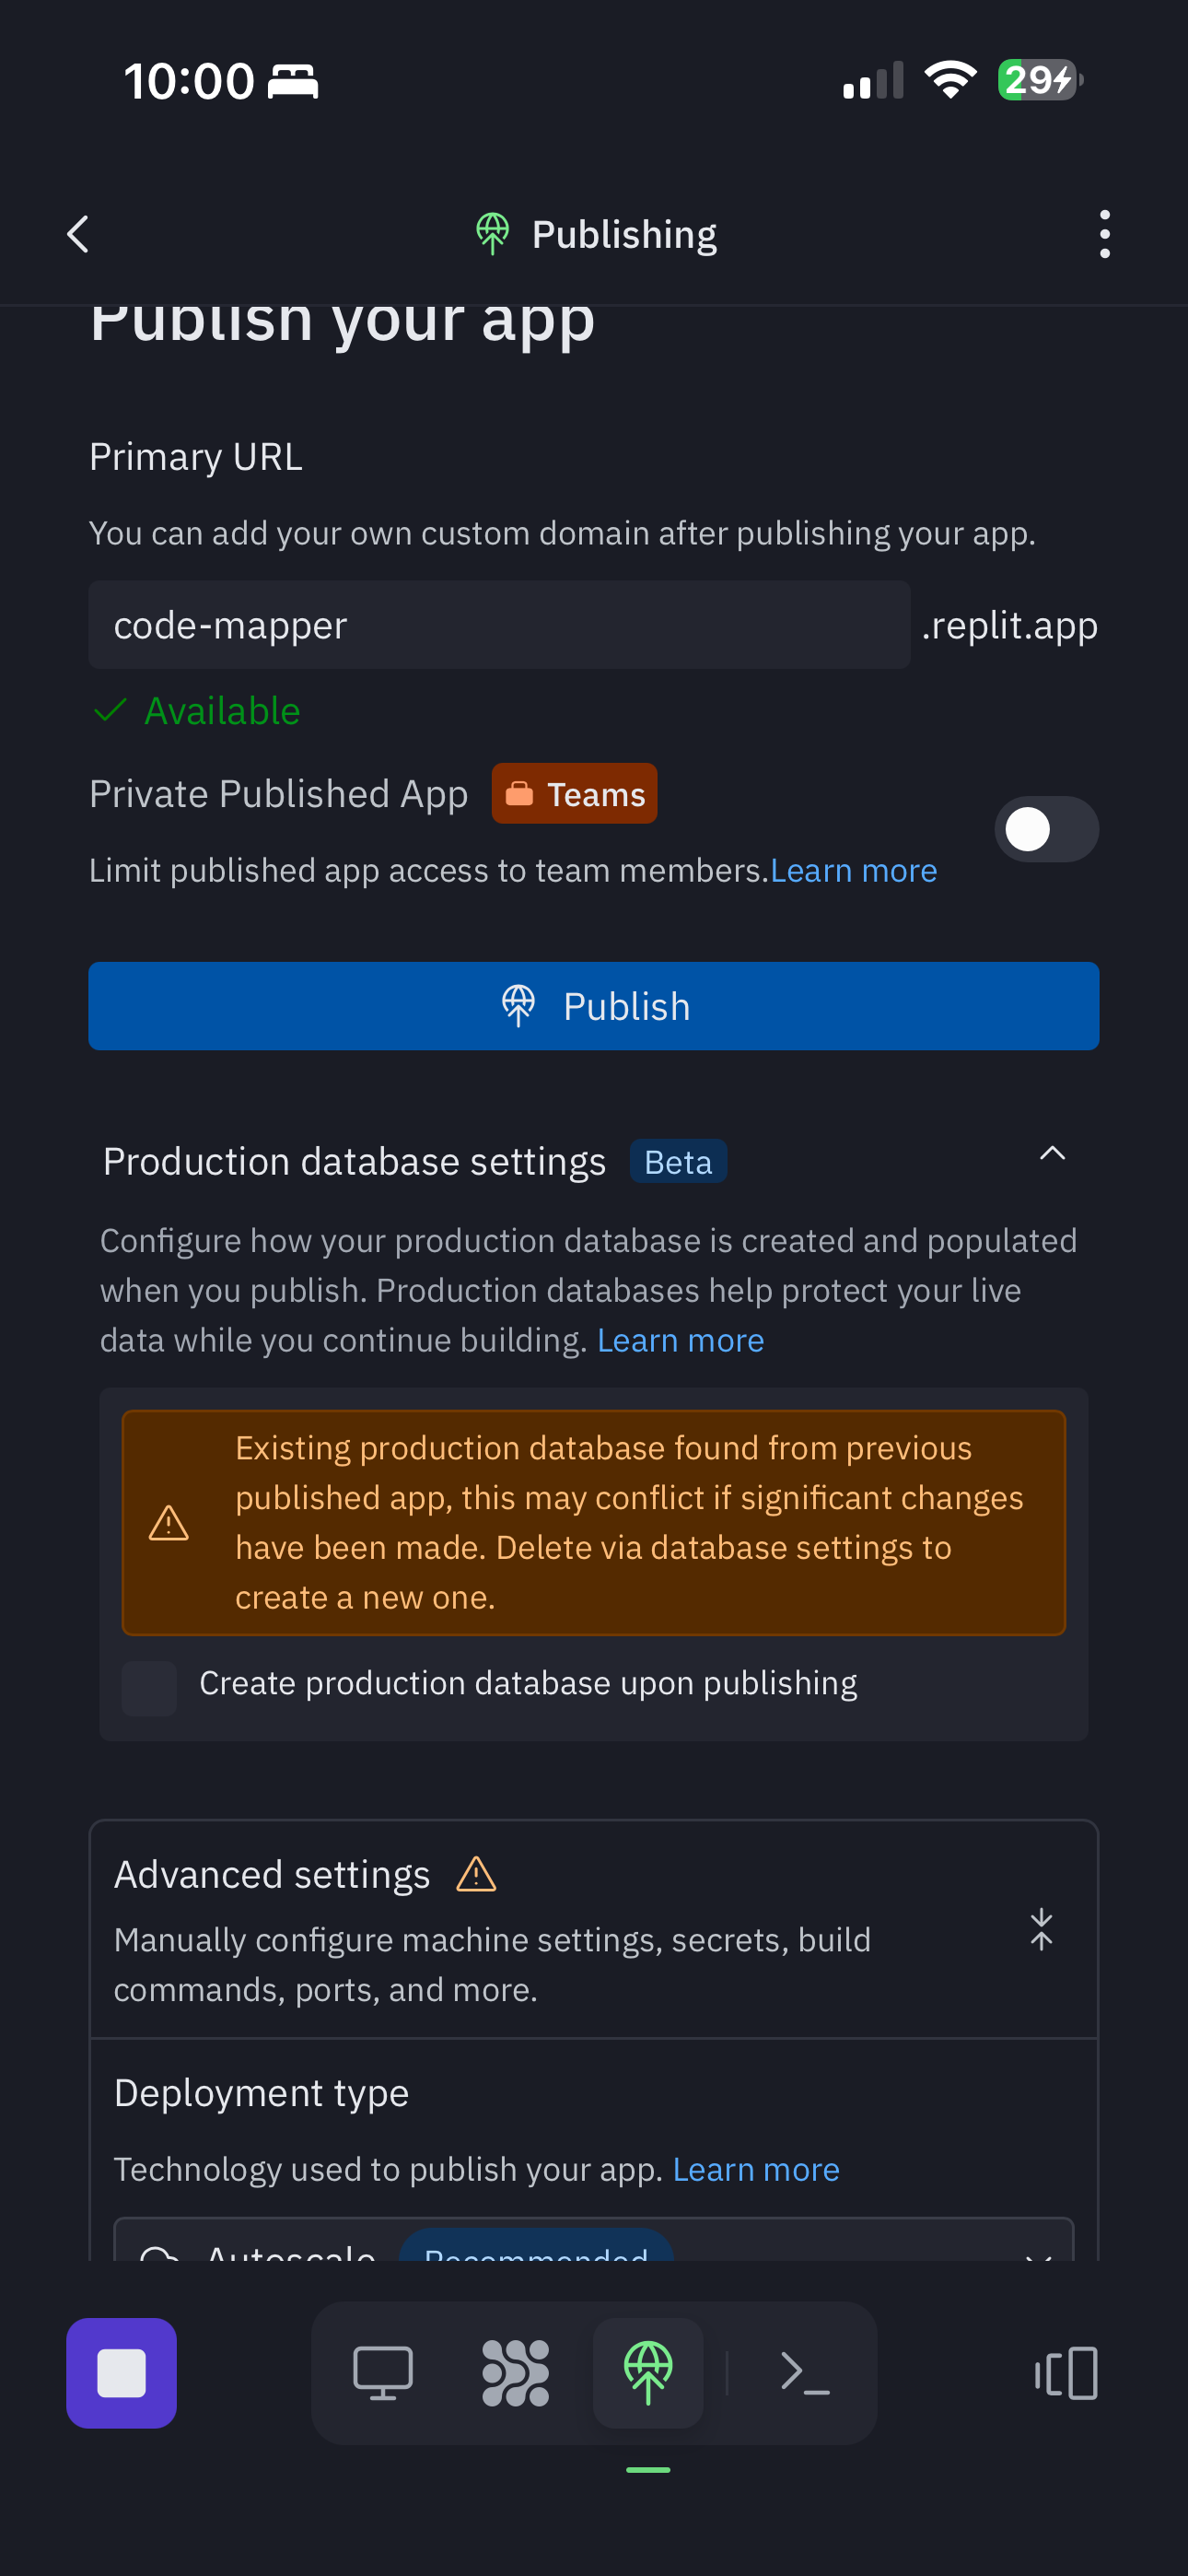 10:00
29
Publishing
Publish your app
Primary URL
You can add your own custom domain after publishing your app.
code-mapper
.replit.app
Available
Private Published App
Teams
Limit published app access to team members.Learn more
Publish
Production database settings
Beta
Configure how your production database is created and populated
when you publish. Production databases help protect your live
data while you continue building. Learn more
Existing production database found from previous
published app, this may conflict if significant changes
have been made. Delete via database settings to
create a new one.
Create production database upon publishing
Advanced settings
Manually configure machine settings, secrets, build
commands, ports, and more.
Deployment type
Technology used to publish your app. Learn more
Autoscale
Recommended